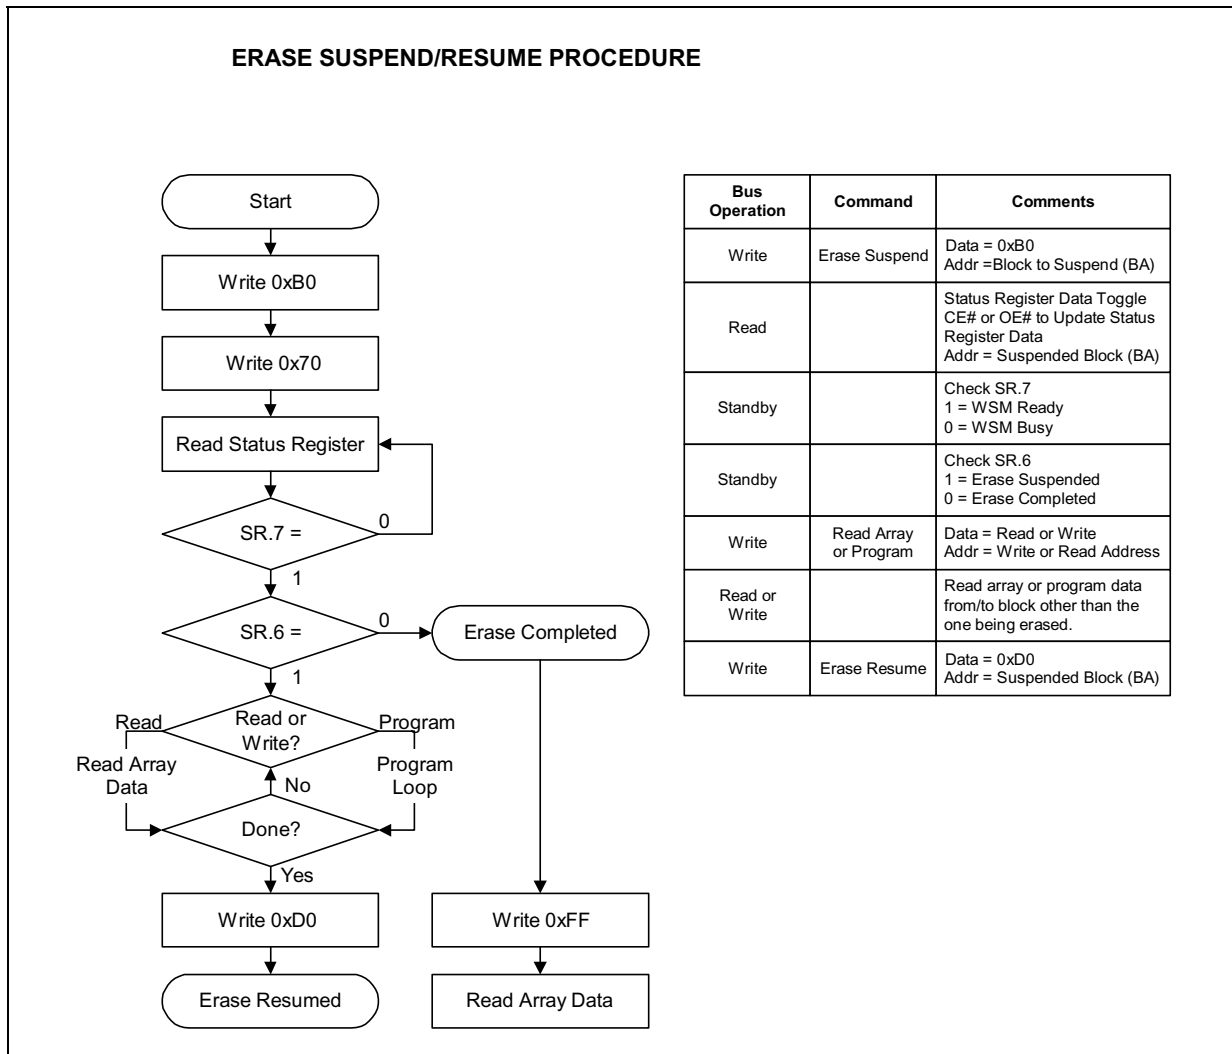 ERASE SUSPEND/RESUME PROCEDURE
Start
Write 0xB0
Write 0x70
Read Status Register
SR.7 =
0
1
SR.6 =
0
Erase Completed
1
Read
Read or
Write?
Program
Read Array
Data
Program
Loop
No
Done?
Yes
Write 0xD0
Write 0xFF
Erase Resumed
Read Array Data
Bus
Operation
Command
Comments
Write
Erase Suspend
Data = 0xB0
Addr =Block to Suspend (BA)
Read
Status Register Data Toggle
CE# or OE# to Update Status
Register Data
Addr = Suspended Block (BA)
Standby
Check SR.7
1 = WSM Ready
0 = WSM Busy
Standby
Check SR.6
1 = Erase Suspended
0 = Erase Completed
Write
Read Array
or Program
Data = Read or Write
Addr = Write or Read Address
Read or
Write
Read array or program data
from/to block other than the
one being erased.
Write
Erase Resume
Data = 0xD0
Addr = Suspended Block (BA)